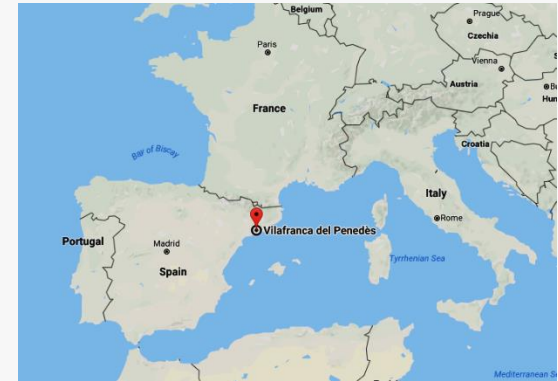 Belgium
Prague
Czechia
Paris
Vienna
Austria
France
Croatia
Bay of Biscay
Italy
Rome
Vilafranca del Penedès
Portugal
Madrid
Spain
Tyrrhenian Sea